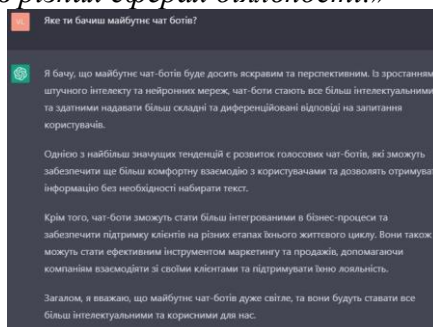 різних сферах діяльності.»
Яке ти бачиш майбутнє чат ботів?
Я бачу, що майбутнє чат-ботів буде досить яскравим та перспективним. Із зростанням
штучного інтелекту та нейронних мереж, чат-боти стають все більш інтелектуальними
та здатними надавати більш складні та диференційовані відповіді на запитання
користувачів.
Однією з найбільш значущих тенденцій є розвиток голосових чат-ботів, які зможуть
забезпечити ще більш комфортну взаємодію з користувачами та дозволять отримуват
інформацію без необхідності набирати текст.
Крім того, чат-боти зможуть стати більш інтегрованими в бізнес-процеси та
забезпечити підтримку клієнтів на різних етапах їхнього життєвого циклу. Вони також
можуть стати ефективним інструментом маркетингу та продажів, допомагаючи
компаніям взаємодіяти зі своїми клієнтами та підтримувати їхню лояльність.
Загалом, я вважаю, що майбутнє чат-ботів дуже світле, та вони будуть ставати все
більш інтелектуальними та корисними для нас.